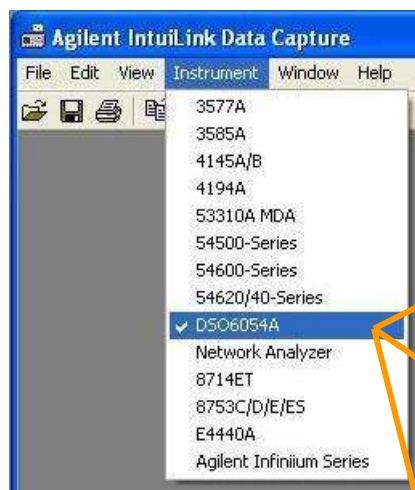 Agilent IntuiLink Data Capture
File Edit View Instrument Window Help
3577A
3585A
4145A/B
4194A
53310A MDA
54500-Series
54600-Series
54620/40-Series
DSO6054A
Network Analyzer
8714ET
8753C/D/E/ES
E4440A
Agilent Infiniium Series